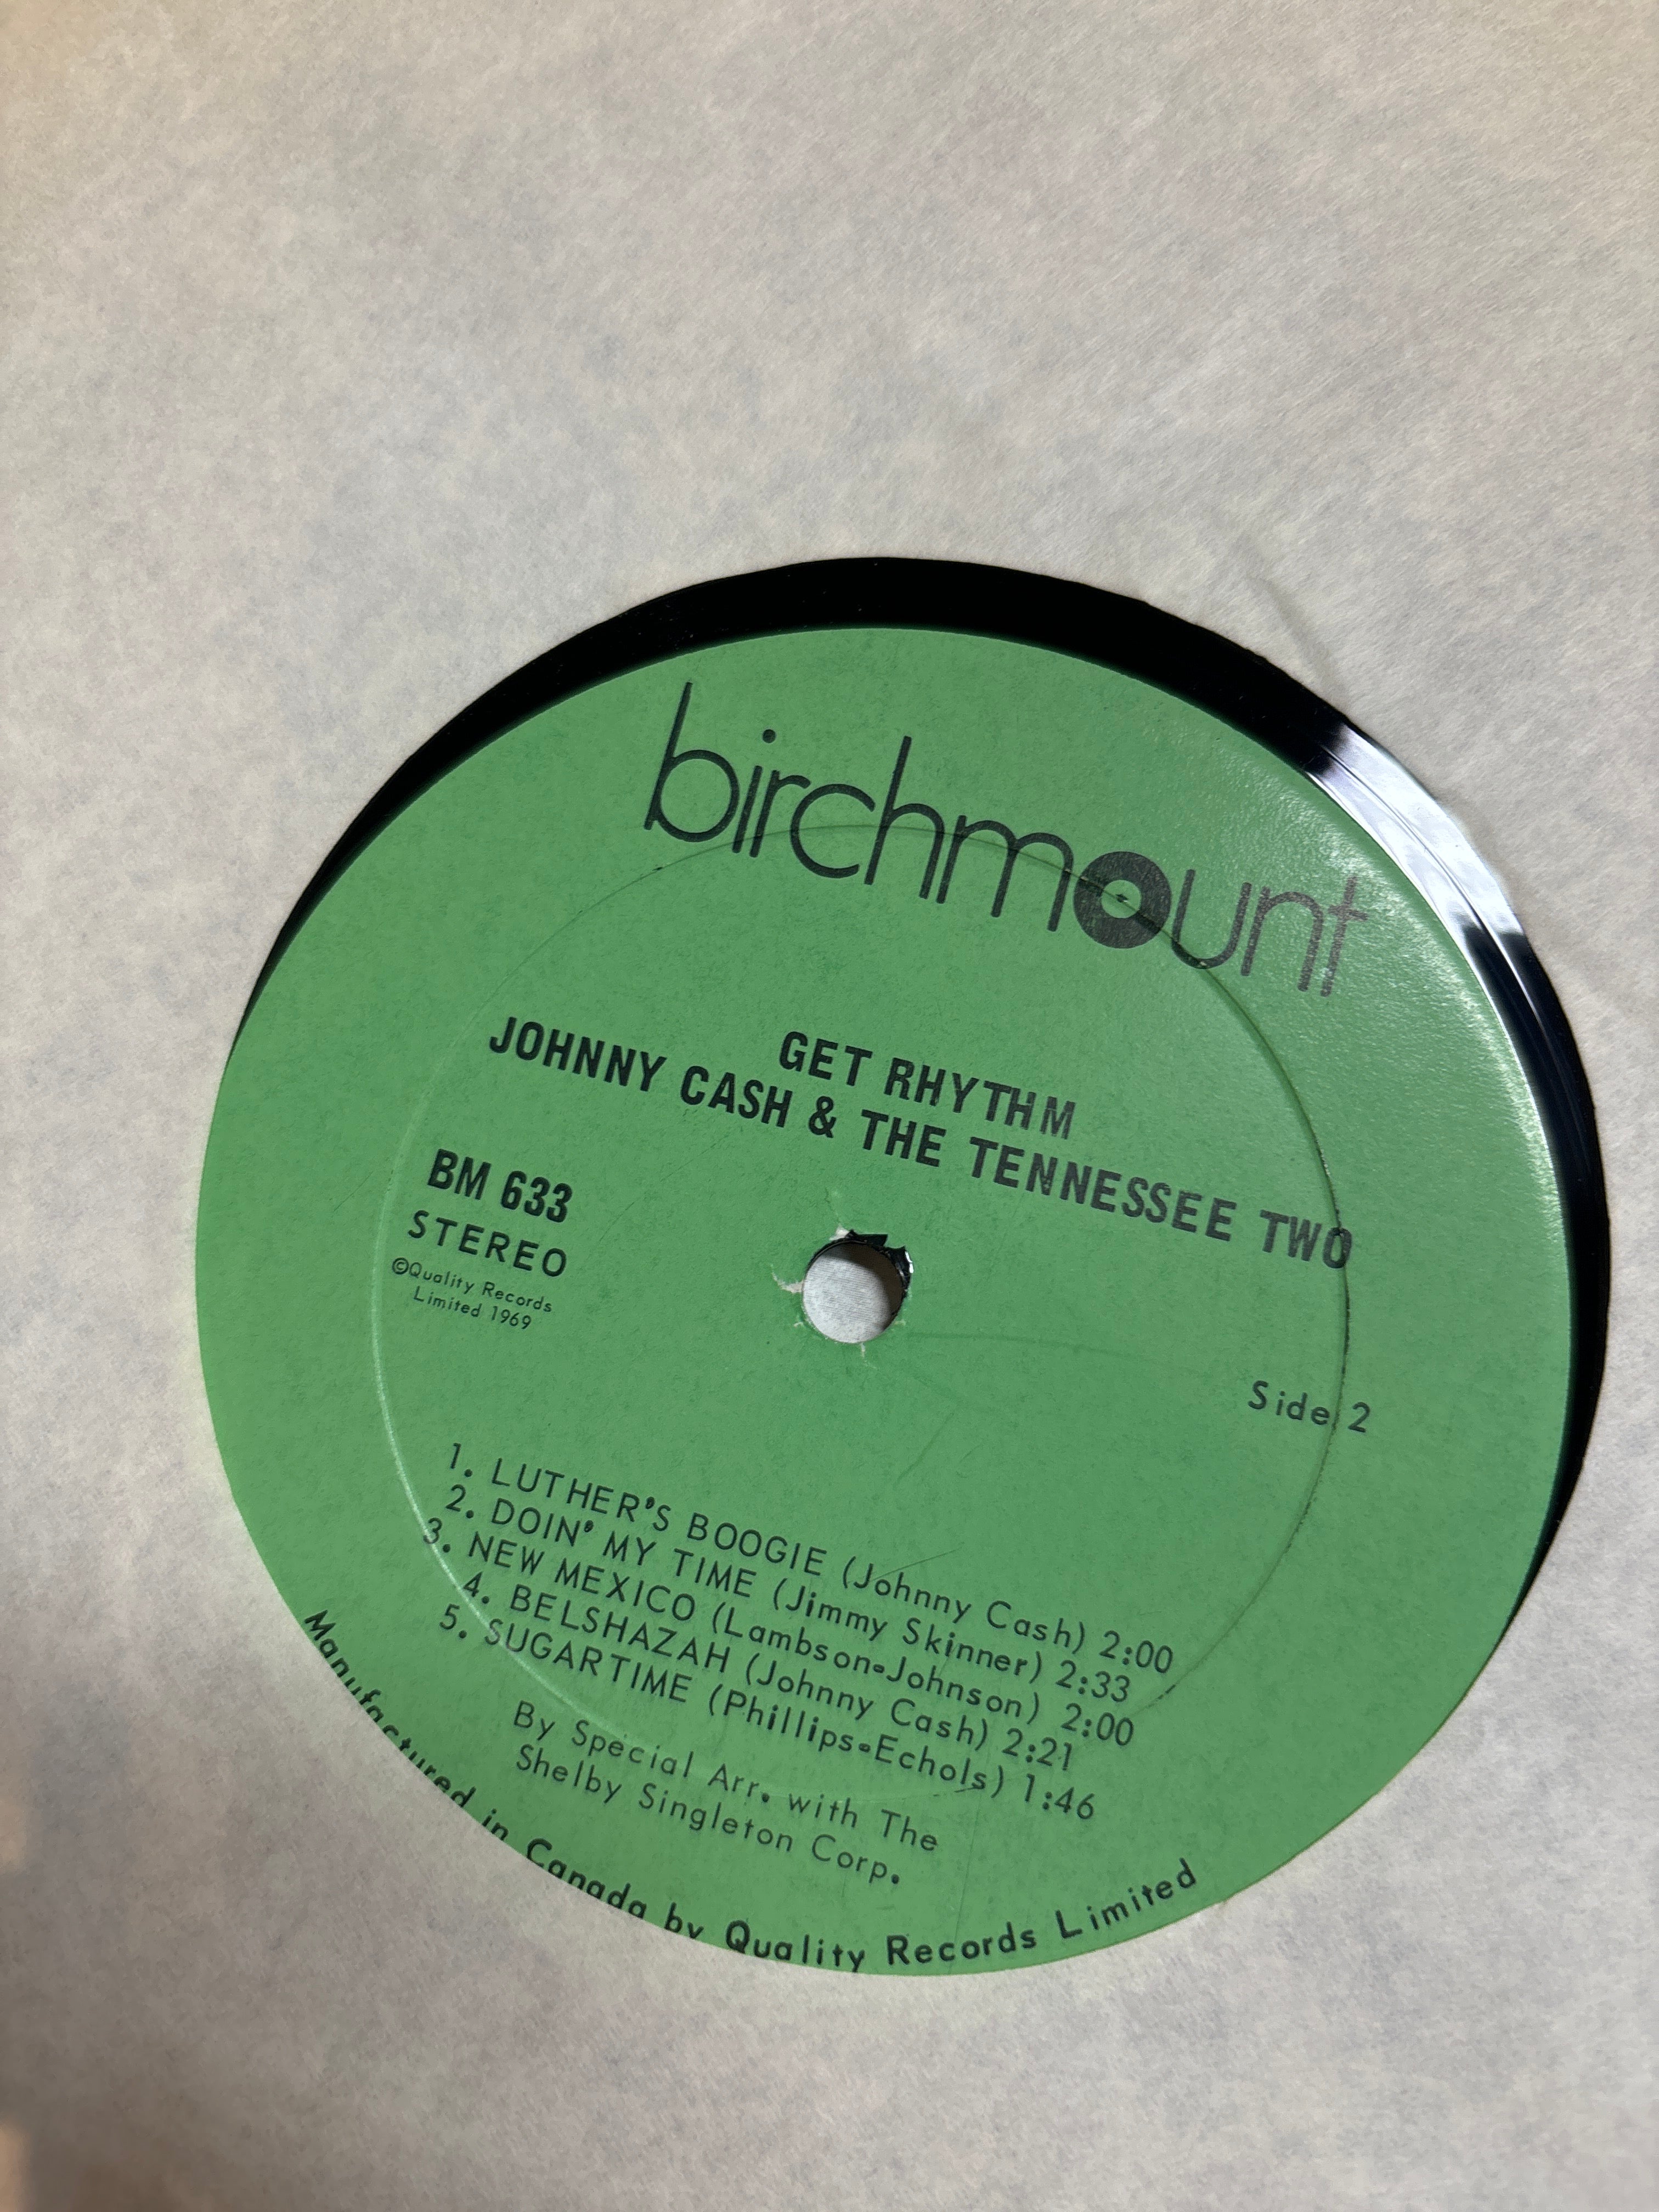 birchmount
GET RHYTHM
JOHNNY CASH & THE TENNESSEE TWO
BM 633
STEREO
©Quality Records
Limited 1969
Side 2
1. LUTHER'S BOOGIE (Johnny Cash) 2:00
2. DOIN' MY TIME (Jimmy Skinner) 2:33
3. NEW MEXICO (Lambson-Johnson) 2:00
4. BELSHAZAH (Johnny Cash) 2:21
5. SUGARTIME (Phillips-Echols) 1:46
By Special Arr. with The
Shelby Singleton Corp.
Manufactured in Canada by Quality Records Limited